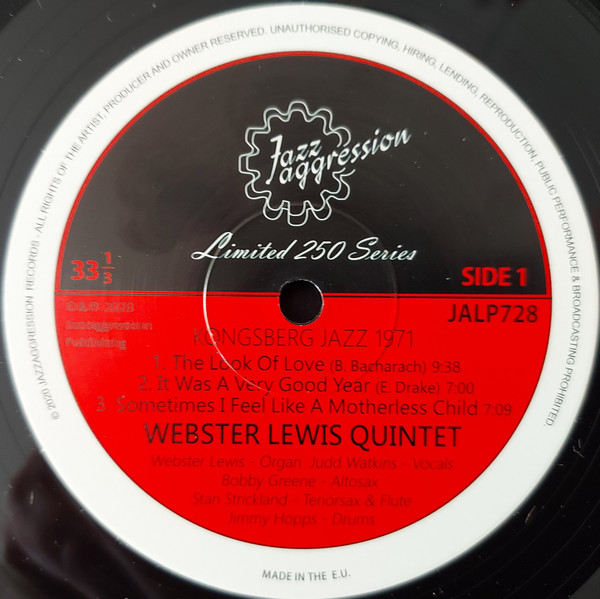 © 2020 JAZZAGGRESSION RECORDS - ALL RIGHTS OF THE ARTIST, PRODUCER AND OWNER RESERVED. UNAUTHORISED COPYING, HIRING, LENDING, REPRODUCTION, PUBLIC PERFORMANCE & BROADCASTING PROHIBITED.
Jazz
aggression
Limited 250 Series
33 1/3
SIDE 1
JALP728
Publishing
KONGSBERG JAZZ 1971
1. The Look Of Love (B. Bacharach) 9:38
2. It Was A Very Good Year (E. Drake) 7:00
3. Sometimes I Feel Like A Motherless Child 7:09
WEBSTER LEWIS QUINTET
Webster Lewis - Organ Judd Watkins - Vocals
Bobby Greene - Altosax
Stan Strickland - Tenorsax & Flute
Jimmy Hopps - Drums
MADE IN THE E.U.